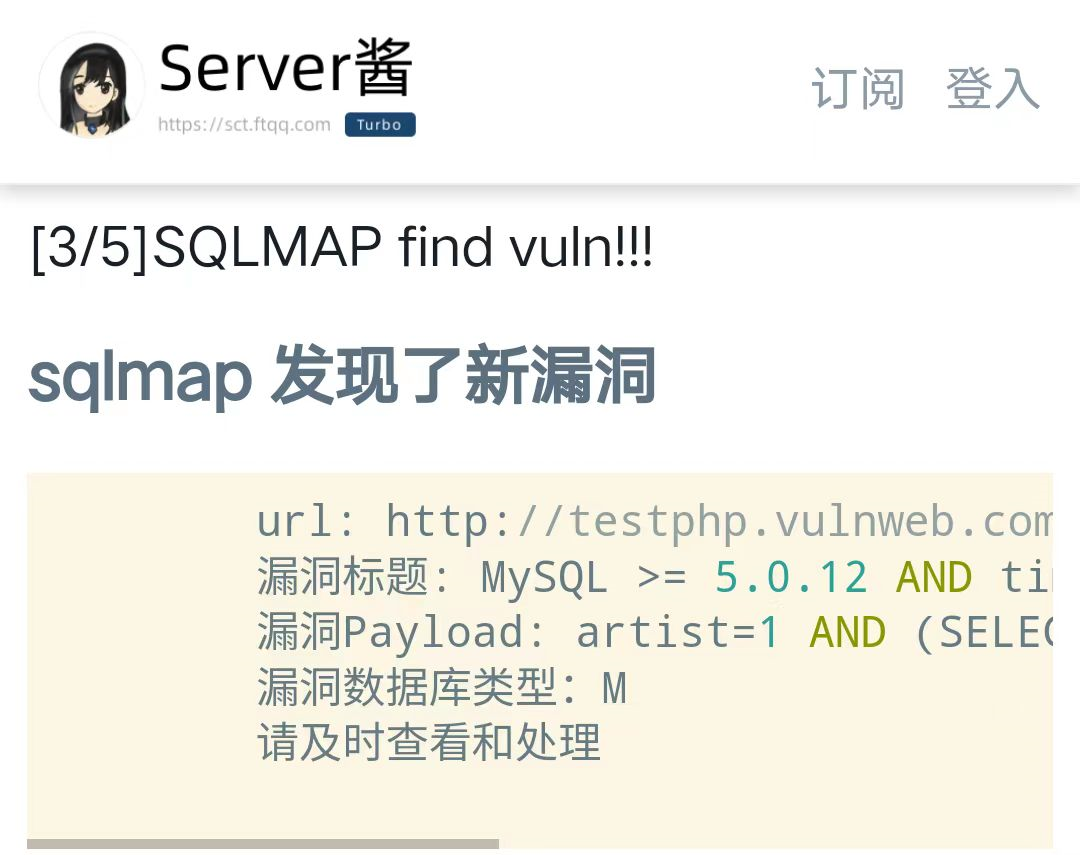 Server酱
https://sct.ftqq.com Turbo
订阅 登入
[3/5]SQLMAP find vuln!!!
sqlmap 发现了新漏洞
url: http://testphp.vulnweb.com
漏洞标题: MySQL >= 5.0.12 AND
漏洞Payload: artist=1 AND (SELEC
漏洞数据库类型: M
请及时查看和处理